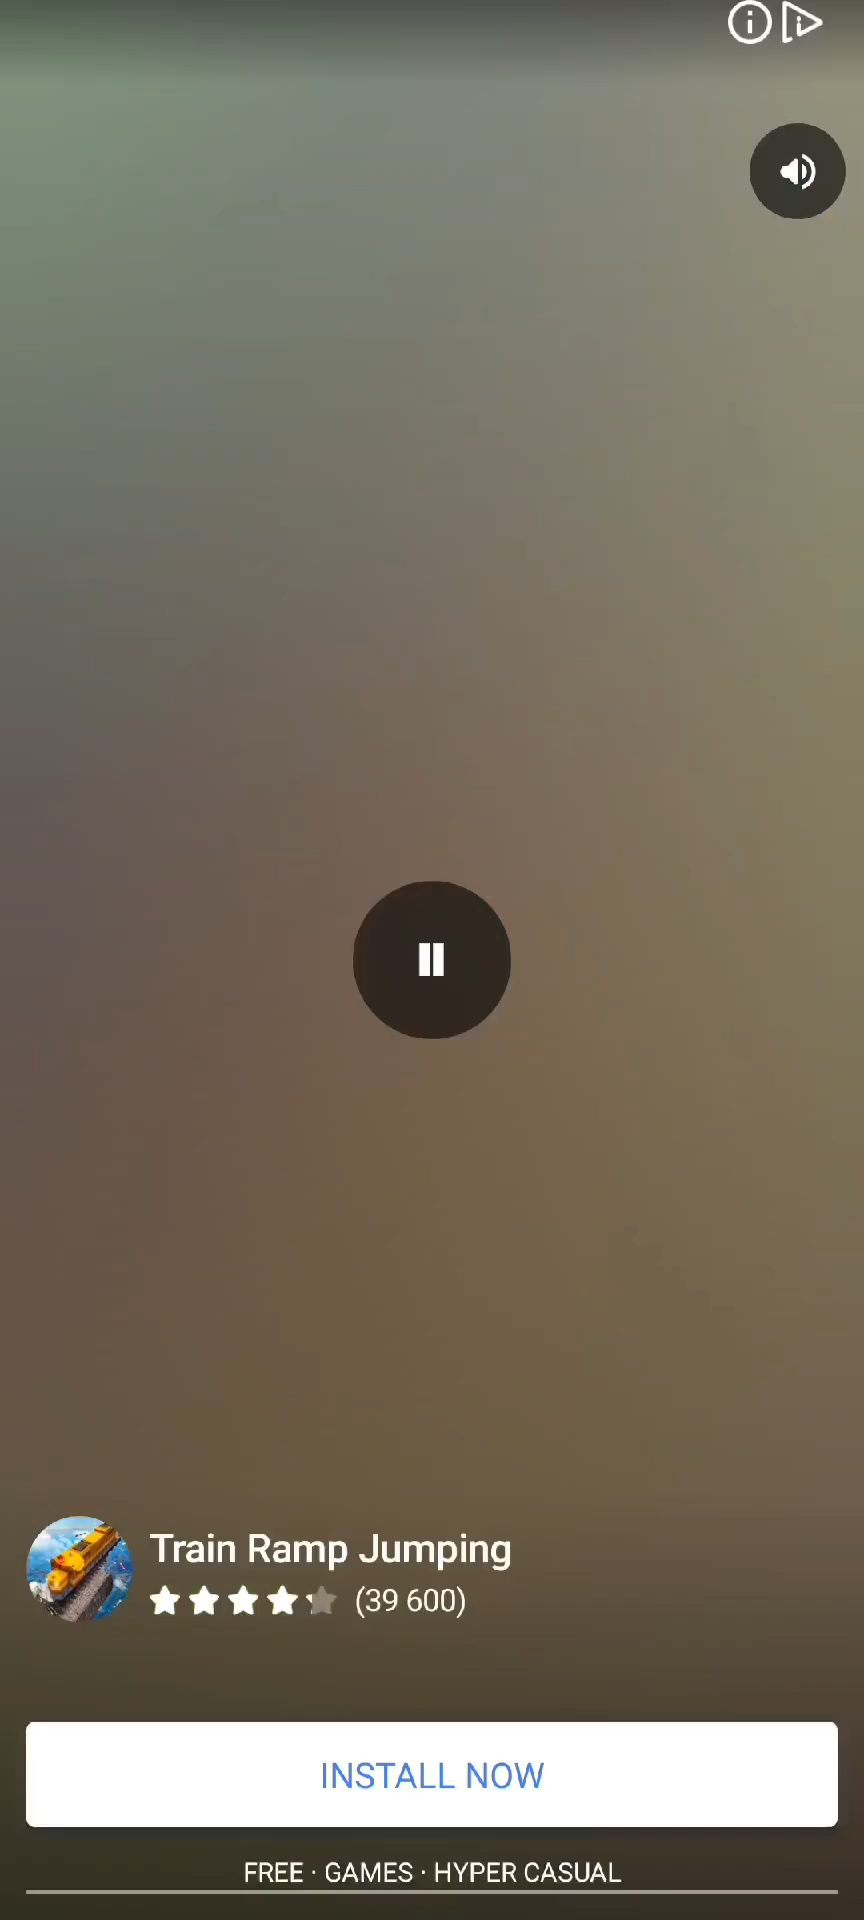 Train Ramp Jumping
(39 600)
INSTALL NOW
FREE · GAMES · HYPER CASUAL